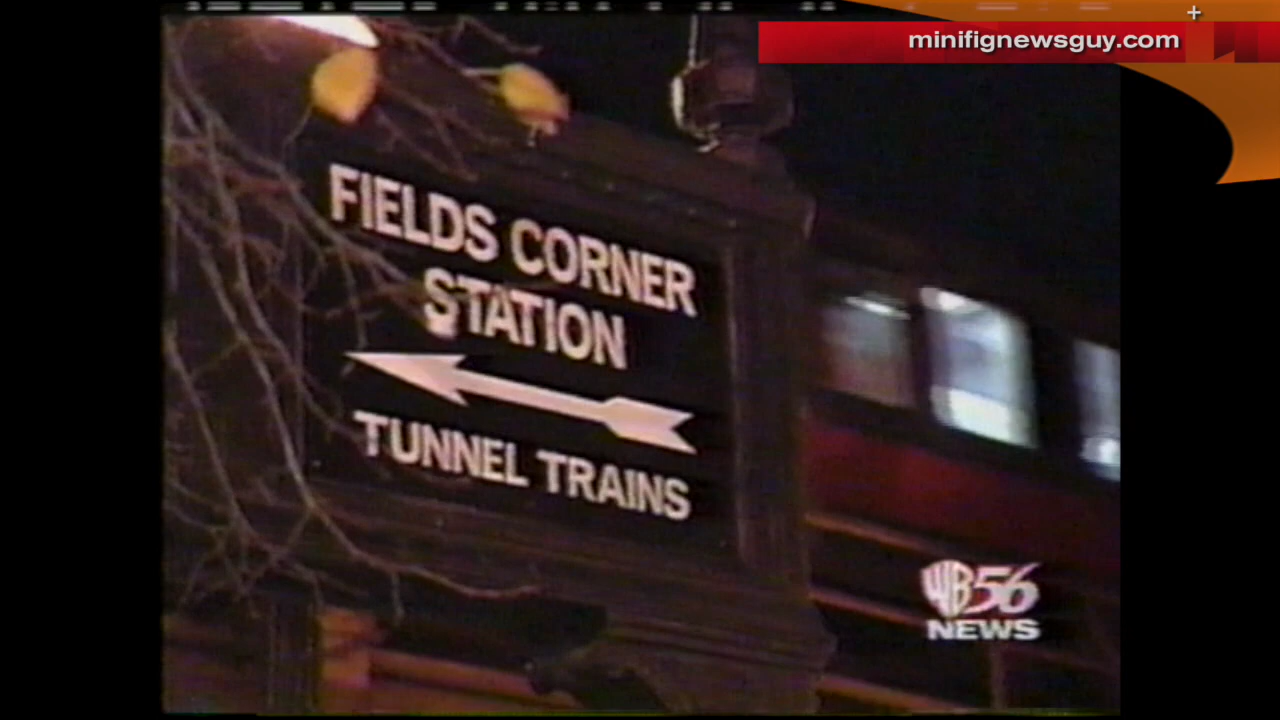 minifignewsguy.com
FIELDS CORNER
STATION
TUNNEL TRAINS
WB56
NEWS